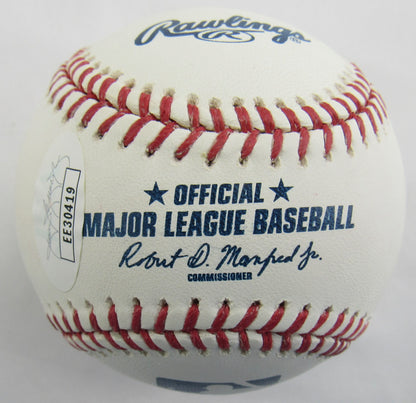 Rawlings
R
★ OFFICIAL ★
MAJOR LEAGUE BASEBALL
Robert D. Manfred Jr.
COMMISSIONER
EE30419